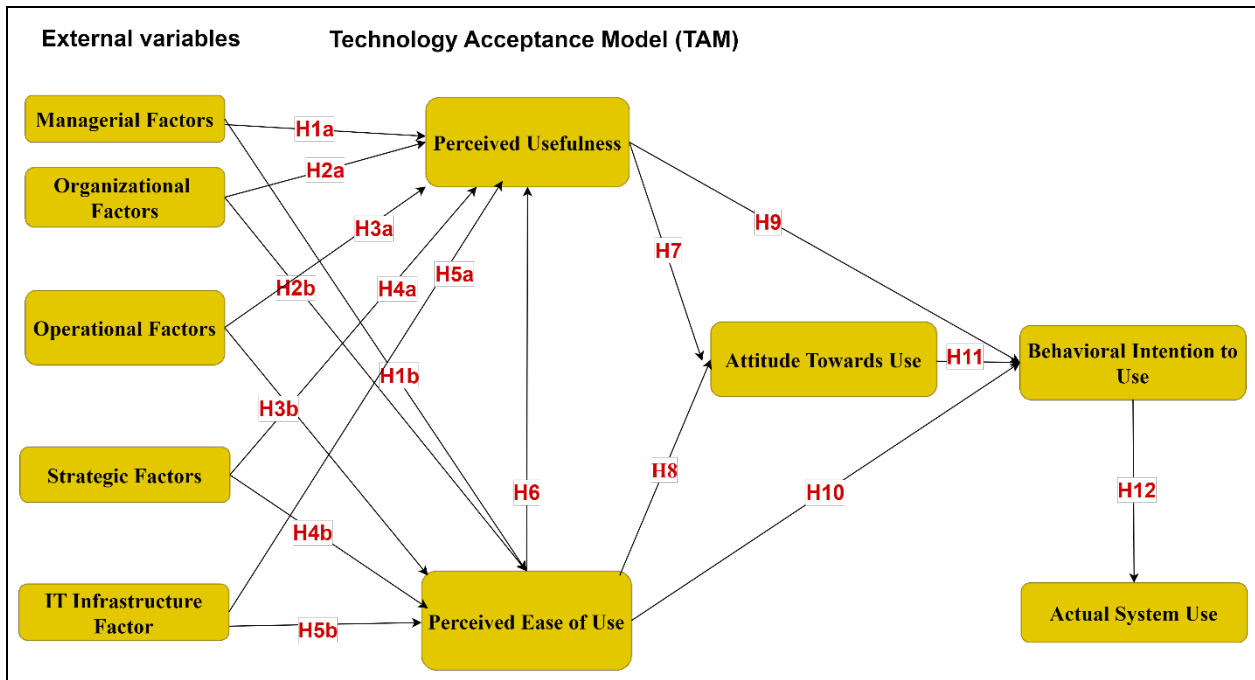 External variables
Technology Acceptance Model (TAM)
Managerial Factors
Organizational
Factors
Operational Factors
Strategic Factors
IT Infrastructure
Factor
H1a
H2a
H3a
H2b
H4a
H5a
H1b
H3b
H4b
H5b
Perceived Usefulness
H6
Perceived Ease of Use
H7
H9
H8
H10
Attitude Towards Use
H11
Behavioral Intention to
Use
H12
Actual System Use